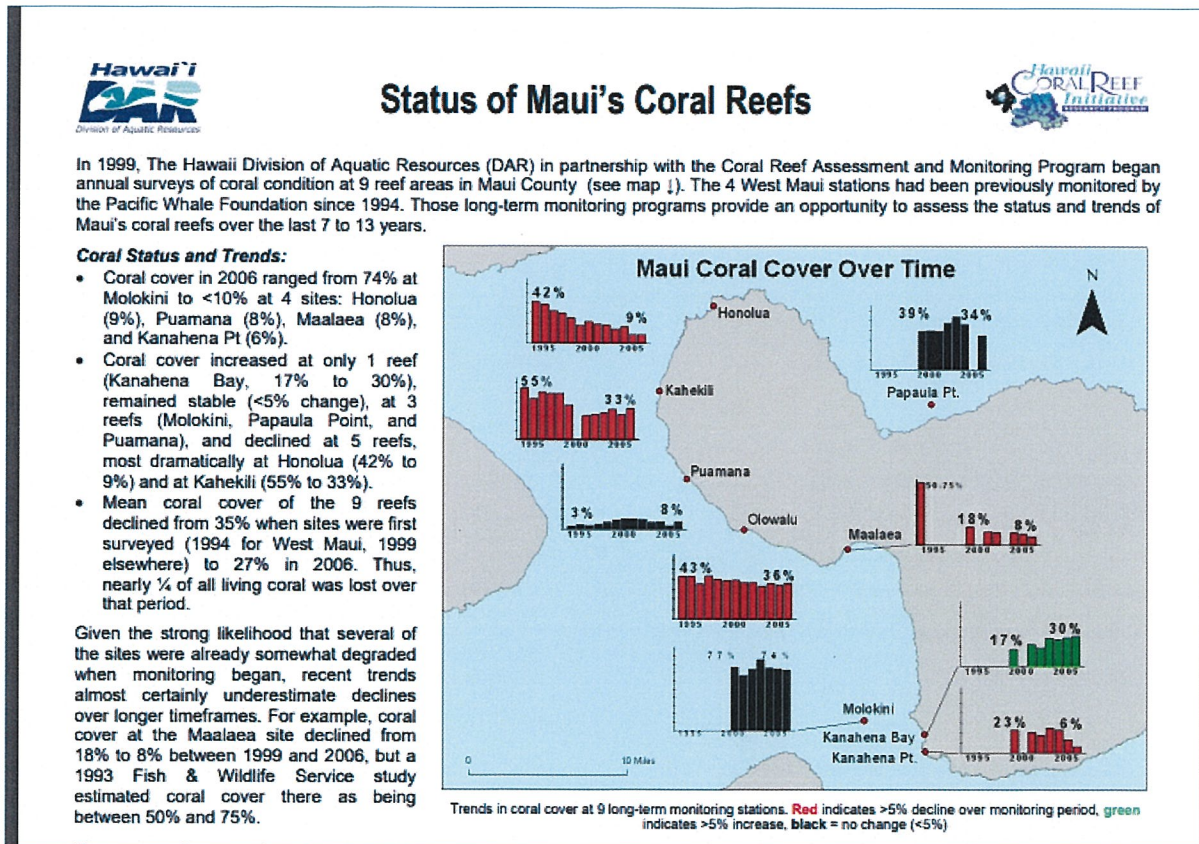 Hawai`i
DAR
Division of Aquatic Resources
Status of Maui's Coral Reefs
Hawaii
CORAL REEF
Initiative
RESEARCH PROGRAM
In 1999, The Hawaii Division of Aquatic Resources (DAR) in partnership with the Coral Reef Assessment and Monitoring Program began
annual surveys of coral condition at 9 reef areas in Maui County (see map ↓). The 4 West Maui stations had been previously monitored by
the Pacific Whale Foundation since 1994. Those long-term monitoring programs provide an opportunity to assess the status and trends of
Maui's coral reefs over the last 7 to 13 years.
Coral Status and Trends:
• Coral cover in 2006 ranged from 74% at
Molokini to <10% at 4 sites: Honolua
(9%), Puamana (8%), Maalaea (8%),
and Kanahena Pt (6%).
• Coral cover increased at only 1 reef
(Kanahena Bay, 17% to 30%),
remained stable (<5% change), at 3
reefs (Molokini, Papaula Point, and
Puamana), and declined at 5 reefs,
most dramatically at Honolua (42% to
9%) and at Kahekili (55% to 33%).
• Mean coral cover of the 9 reefs
declined from 35% when sites were first
surveyed (1994 for West Maui, 1999
elsewhere) to 27% in 2006. Thus,
nearly ¼ of all living coral was lost over
that period.
Given the strong likelihood that several of
the sites were already somewhat degraded
when monitoring began, recent trends
almost certainly underestimate declines
over longer timeframes. For example, coral
cover at the Maalaea site declined from
18% to 8% between 1999 and 2006, but a
1993 Fish & Wildlife Service study
estimated coral cover there as being
between 50% and 75%.
Maui Coral Cover Over Time
N
42% 9%
1995 2000 2005
Honolua
39% 34%
1995 2000 2005
Papaula Pt.
55% 33%
1995 2000 2005
Kahekili
Puamana
3% 8%
1995 2000 2005
Olowalu
Maalaea
50-75%
18% 8%
1995 2000 2005
43% 36%
1995 2000 2005
17% 30%
1995 2000 2005
77% 74%
1995 2000 2005
Molokini
Kanahena Bay
Kanahena Pt.
23% 6%
1995 2000 2005
0 10 Miles
Trends in coral cover at 9 long-term monitoring stations. Red indicates >5% decline over monitoring period, green
indicates >5% increase, black = no change (<5%)